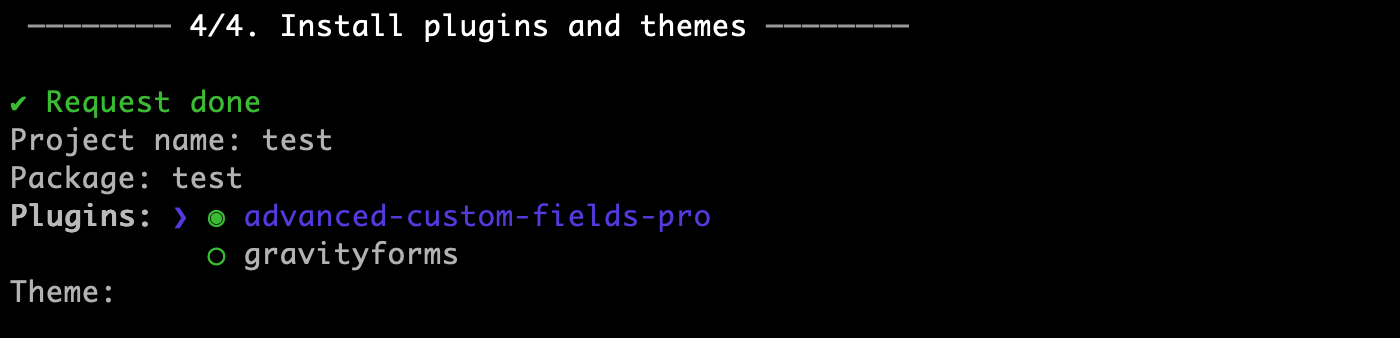 ──────── 4/4. Install plugins and themes ────────
✔ Request done
Project name: test
Package: test
Plugins: ❯ ◉ advanced-custom-fields-pro
◯ gravityforms
Theme: